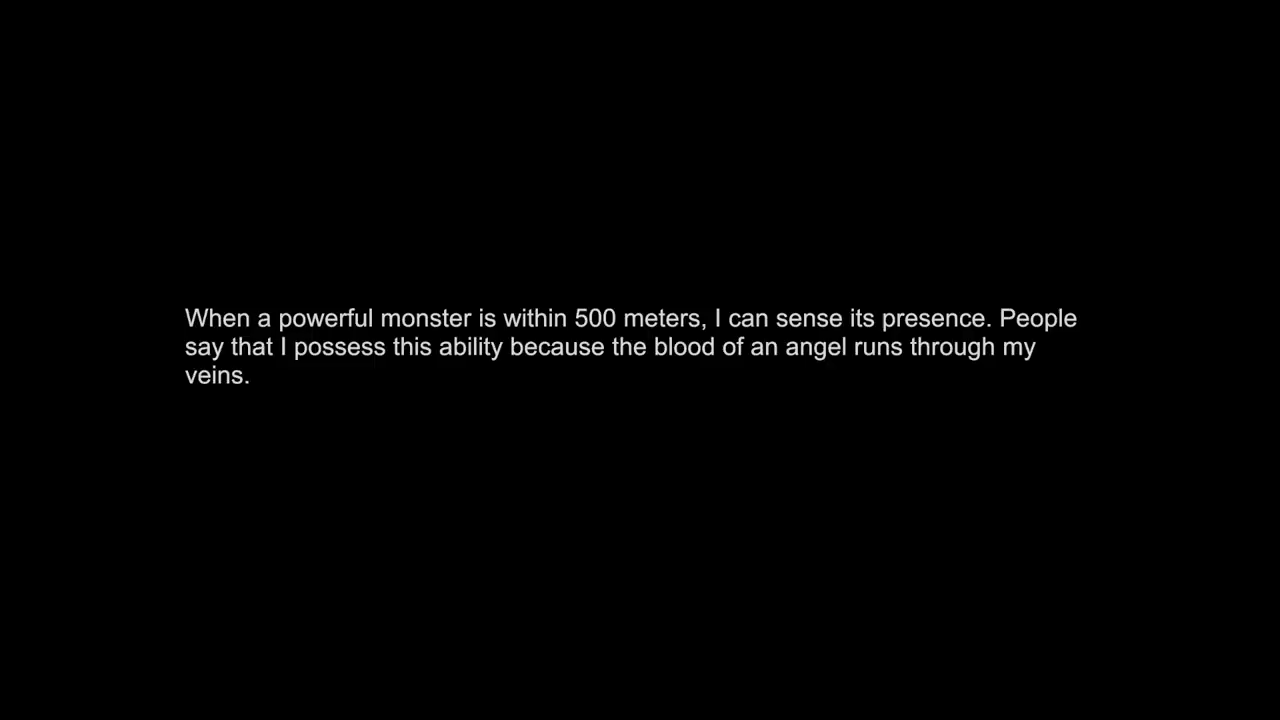 When a powerful monster is within 500 meters, I can sense its presence. People
say that I possess this ability because the blood of an angel runs through my
veins.